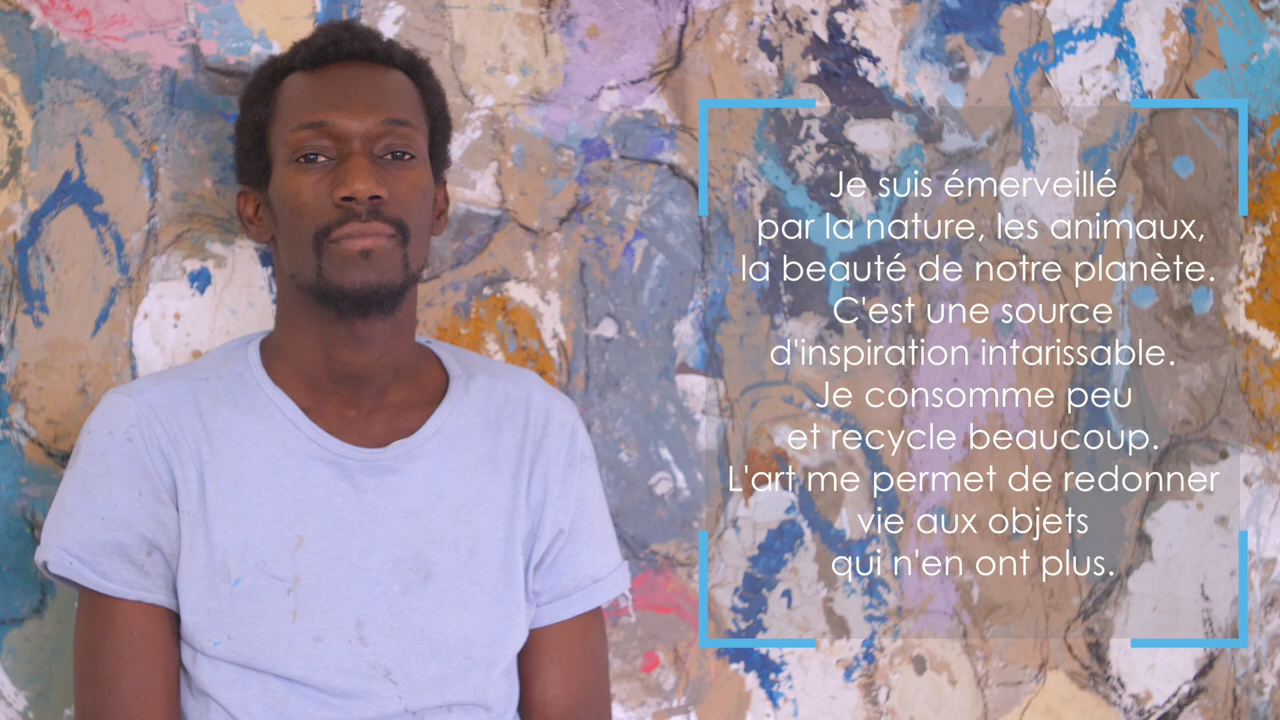 Je suis émerveillé
par la nature, les animaux,
la beauté de notre planète.
C'est une source
d'inspiration intarissable.
Je consomme peu
et recycle beaucoup.
L'art me permet de redonner
vie aux objets
qui n'en ont plus.